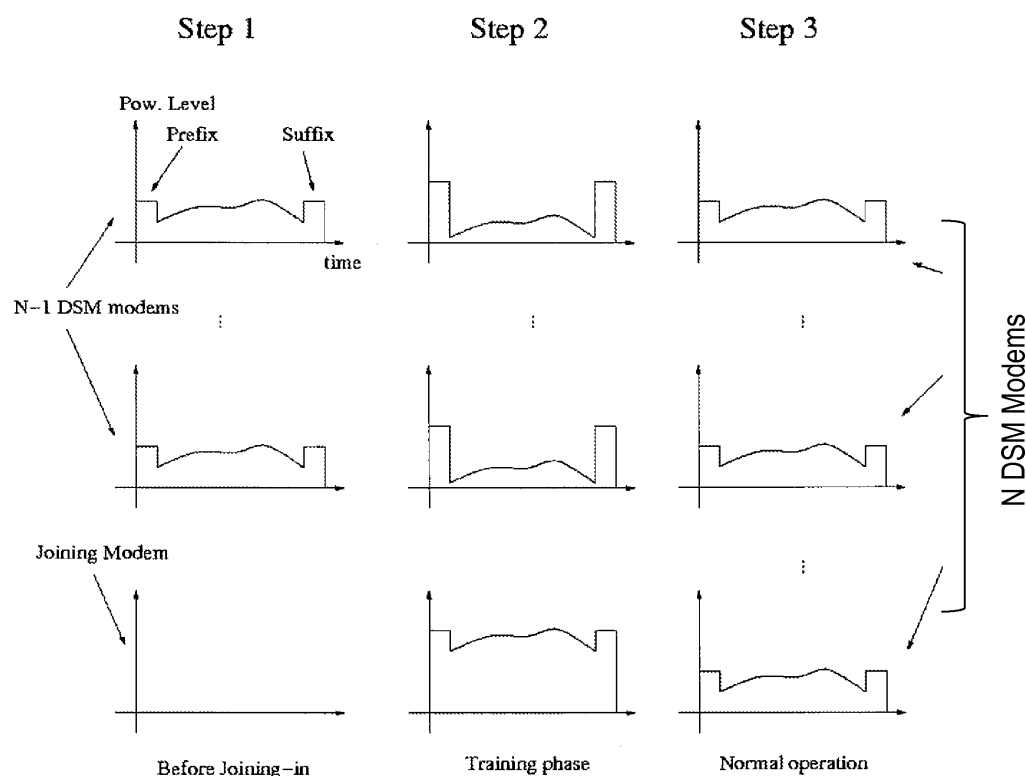 Step 1
Step 2
Step 3
Pow. Level
Prefix
Suffix
time
N-1 DSM modems
Joining Modem
N DSM Modems
Before Joining-in
Training phase
Normal operation